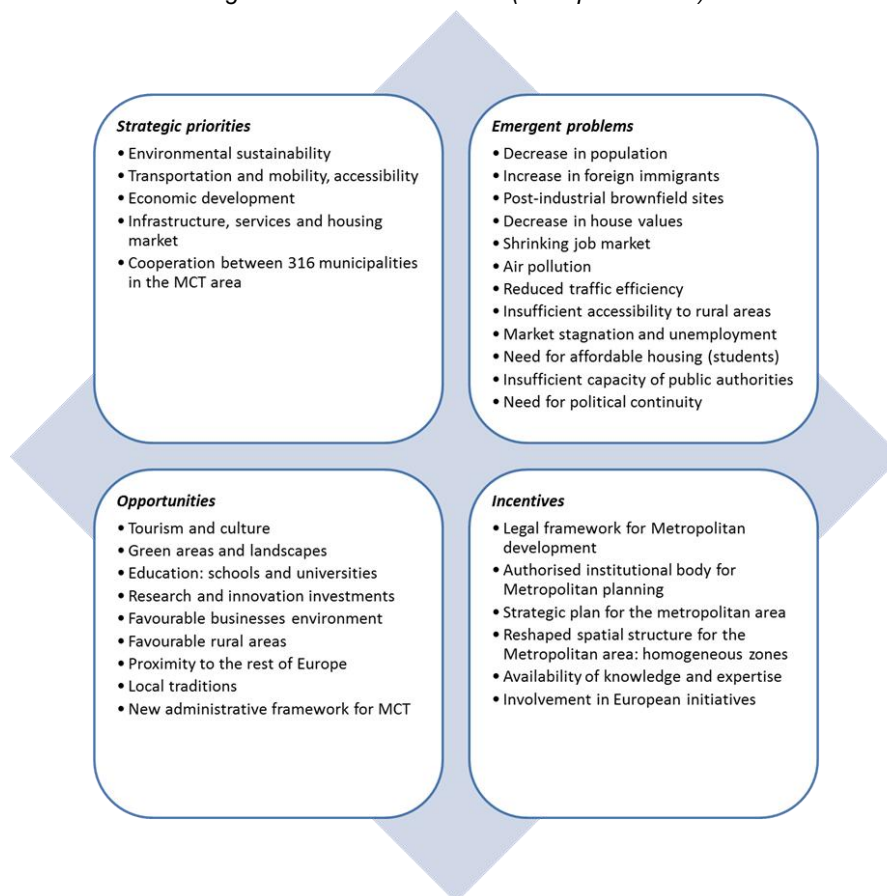 Strategic priorities
• Environmental sustainability
• Transportation and mobility, accessibility
• Economic development
• Infrastructure, services and housing
market
• Cooperation between 316 municipalities
in the MCT area
Emergent problems
• Decrease in population
• Increase in foreign immigrants
• Post-industrial brownfield sites
• Decrease in house values
• Shrinking job market
• Air pollution
• Reduced traffic efficiency
• Insufficient accessibility to rural areas
• Market stagnation and unemployment
• Need for affordable housing (students)
• Insufficient capacity of public authorities
• Need for political continuity
Opportunities
• Tourism and culture
• Green areas and landscapes
• Education: schools and universities
• Research and innovation investments
• Favourable businesses environment
• Favourable rural areas
• Proximity to the rest of Europe
• Local traditions
• New administrative framework for MCT
Incentives
• Legal framework for Metropolitan
development
• Authorised institutional body for
Metropolitan planning
• Strategic plan for the metropolitan area
• Reshaped spatial structure for the
Metropolitan area: homogeneous zones
• Availability of knowledge and expertise
• Involvement in European initiatives